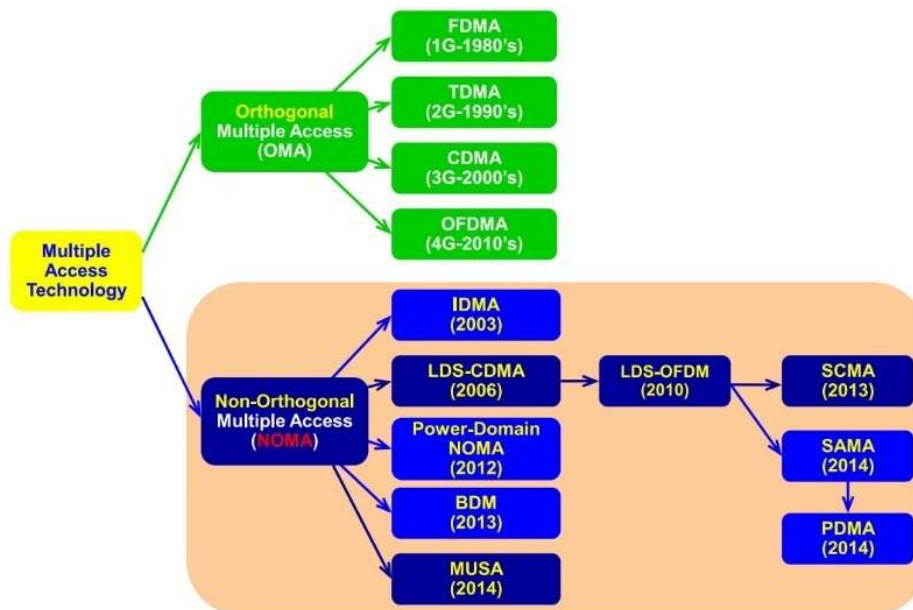 FDMA
(1G-1980's)
TDMA
(2G-1990's)
Orthogonal
Multiple Access
(OMA)
CDMA
(3G-2000's)
OFDMA
(4G-2010's)
Multiple
Access
Technology
IDMA
(2003)
LDS-CDMA
(2006)
LDS-OFDM
(2010)
SCMA
(2013)
Non-Orthogonal
Multiple Access
(NOMA)
Power-Domain
NOMA
(2012)
SAMA
(2014)
BDM
(2013)
PDMA
(2014)
MUSA
(2014)